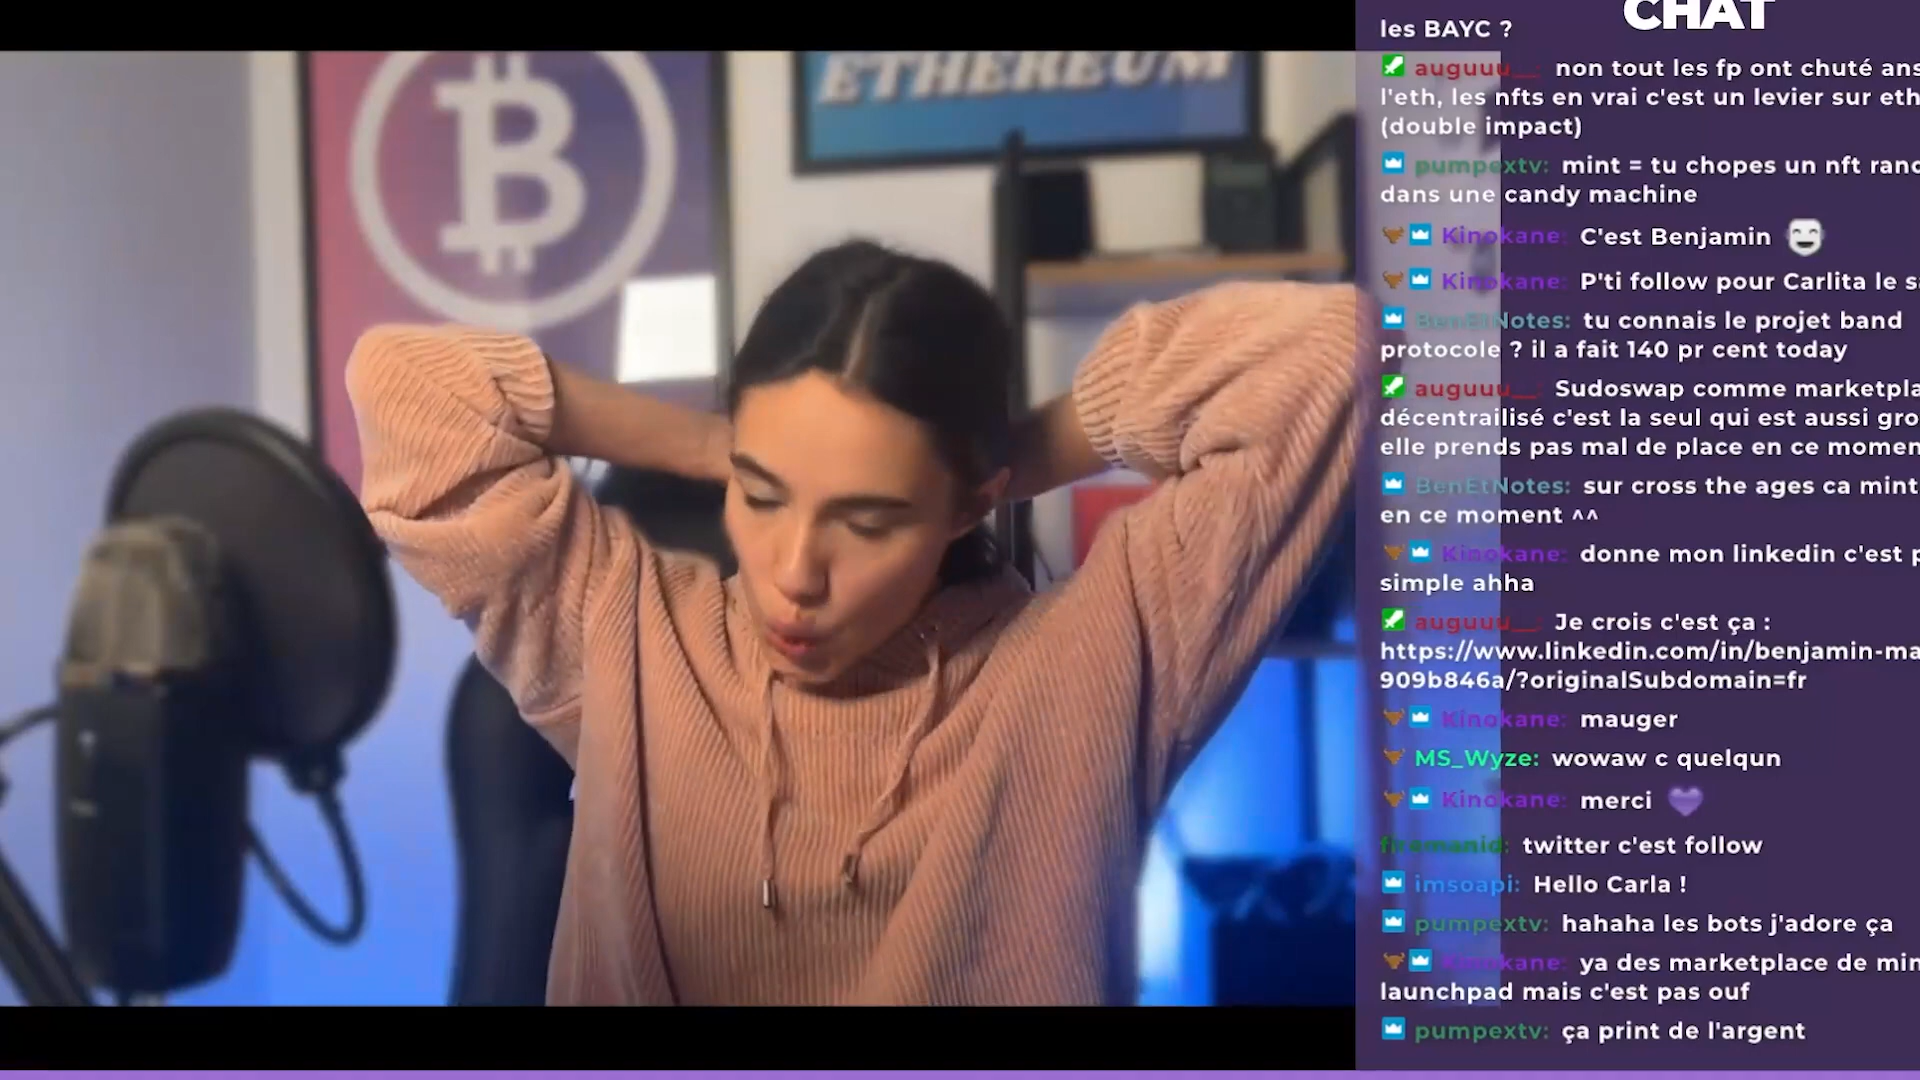 ETHEREUM
CHAT
les BAYC ?
auguuu__: non tout les fp ont chuté ans
l'eth, les nfts en vrai c'est un levier sur eth
(double impact)
pumpextv: mint = tu chopes un nft
dans une candy machine
Kinokane: C'est Benjamin
Kinokane: P'ti follow pour Carlita le
BenEtNotes: tu connais le projet band
protocole ? il a fait 140 pr cent today
auguuu__: Sudoswap comme
décentrailisé c'est la seul qui est aussi
elle prends pas mal de place en ce
BenEtNotes: sur cross the ages ca mint
en ce moment ^^
Kinokane: donne mon linkedin c'est
simple ahha
auguuu__: Je crois c'est ça :
https://www.linkedin.com/in/benjamin-ma
909b846a/?originalSubdomain=fr
Kinokane: mauger
MS_Wyze: wowaw c quelqun
Kinokane: merci
firemanid: twitter c'est follow
imsoapi: Hello Carla !
pumpextv: hahaha les bots j'adore ça
Kinokane: ya des marketplace de
launchpad mais c'est pas ouf
pumpextv: ça print de l'argent